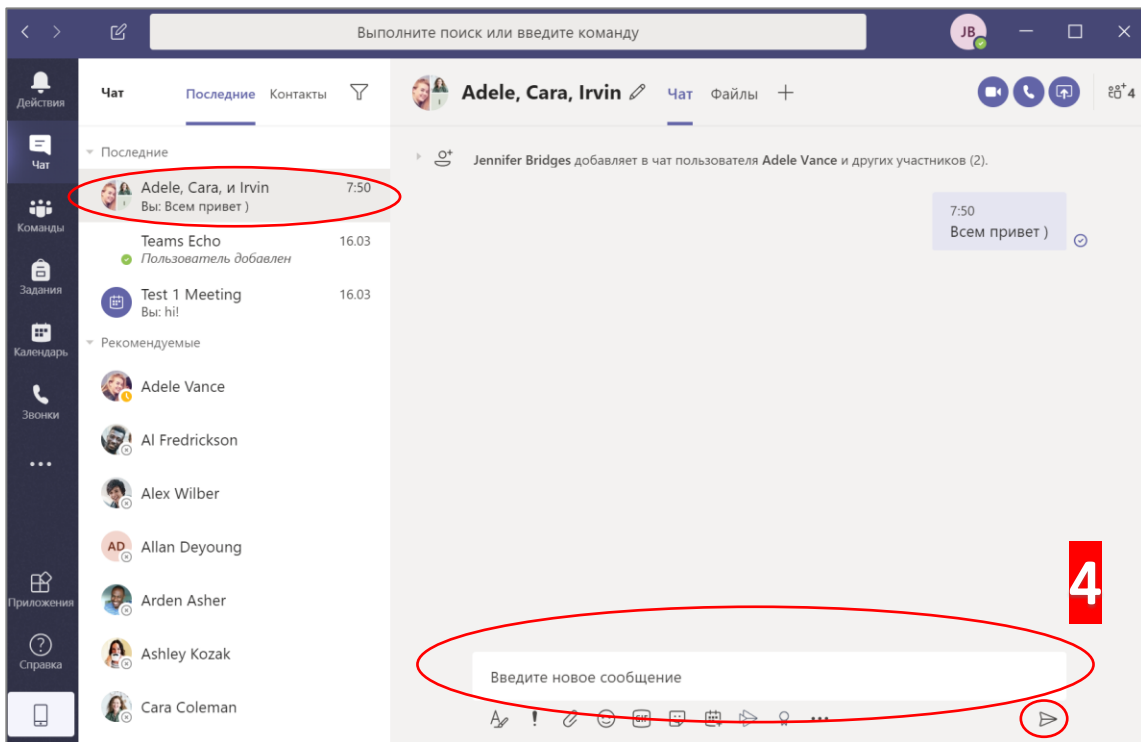 Выполните поиск или введите команду
JB
Действия
Чат
Команды
Задания
Календарь
Звонки
Приложения
Справка
Чат
Последние
Контакты
Последние
Adele, Cara, и Irvin
7:50
Вы: Всем привет )
Teams Echo
16.03
Пользователь добавлен
Test 1 Meeting
16.03
Вы: hi!
Рекомендуемые
Adele Vance
Al Fredrickson
Alex Wilber
AD
Allan Deyoung
Arden Asher
Ashley Kozak
Cara Coleman
Adele, Cara, Irvin
Чат
Файлы
4
Jennifer Bridges добавляет в чат пользователя Adele Vance и других участников (2).
7:50
Всем привет )
4
Введите новое сообщение
GIF